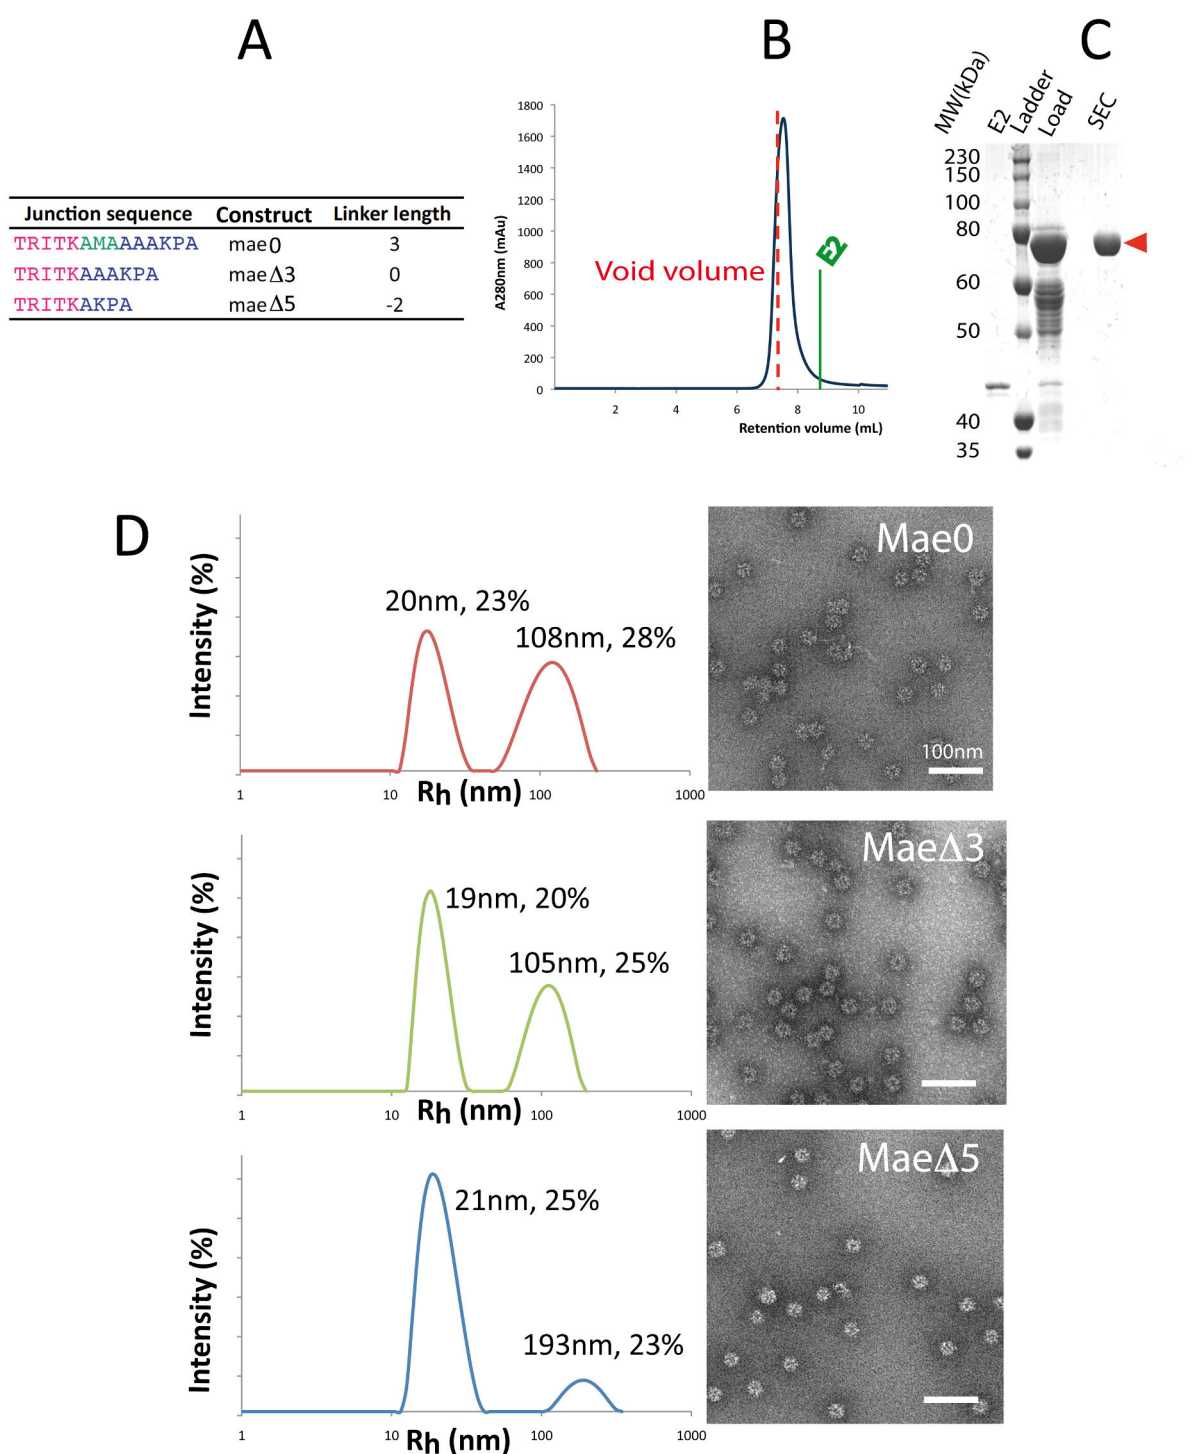 A
B
C
Junction sequence Construct Linker length
TRITKAMAAAAKPA mae0 3
TRITKAAAKPA maeΔ3 0
TRITKAKPA maeΔ5 -2
1800
1600
1400
1200
1000
800
600
400
200
0
A280nm (mAu)
Void volume
E2
2 4 6 8 10
Retention volume (mL)
MW(kDa)
E2
Ladder
Load
SEC
230
150
100
80
60
50
40
35
D
Intensity (%)
20nm, 23%
108nm, 28%
1 10 100 1000
Rh (nm)
Mae0
100nm
Intensity (%)
19nm, 20%
105nm, 25%
1 10 100 1000
Rh (nm)
MaeΔ3
Intensity (%)
21nm, 25%
193nm, 23%
1 10 100 1000
Rh (nm)
MaeΔ5